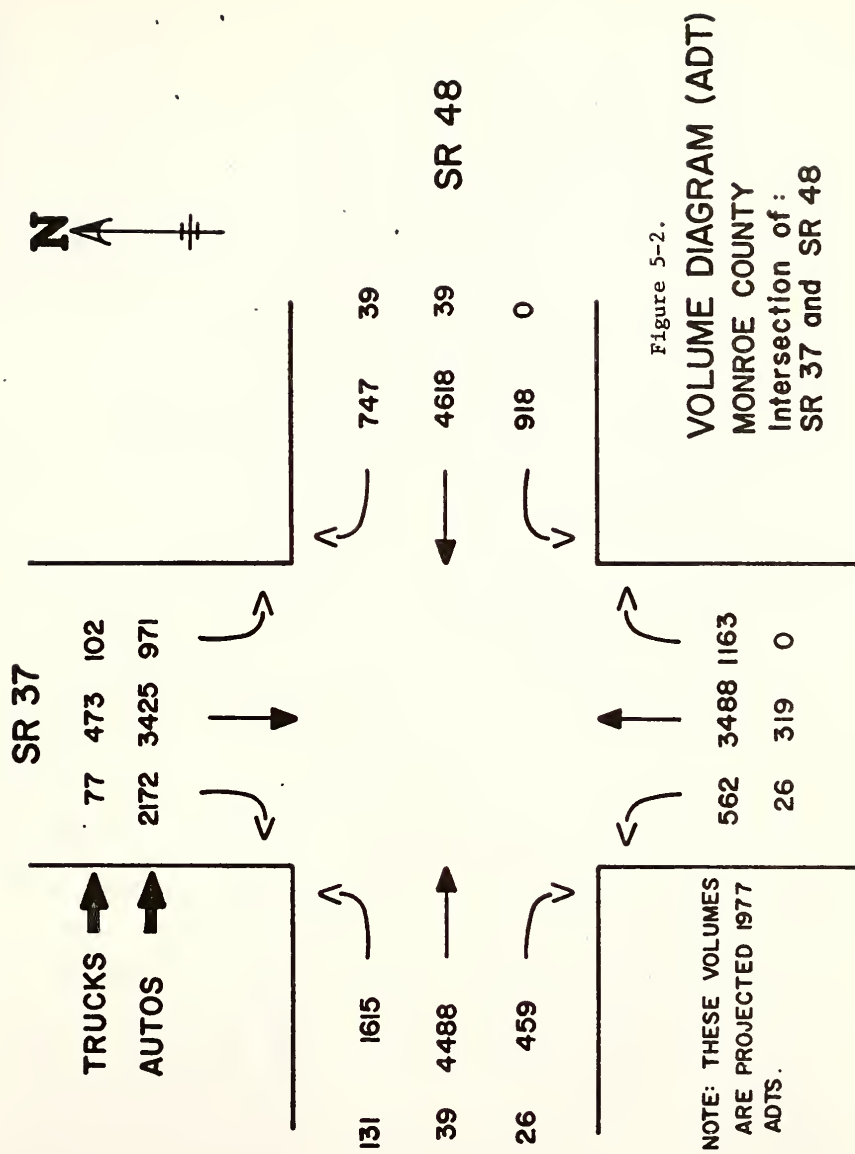 N
SR 37
TRUCKS 77 473 102
AUTOS 2172 3425 971
131 1615
39 4488
26 459
747 39
4618 39
918 0
SR 48
562 3488 1163
26 319 0
NOTE: THESE VOLUMES
ARE PROJECTED 1977
ADTS.
Figure 5-2.
VOLUME DIAGRAM (ADT)
MONROE COUNTY
Intersection of:
SR 37 and SR 48